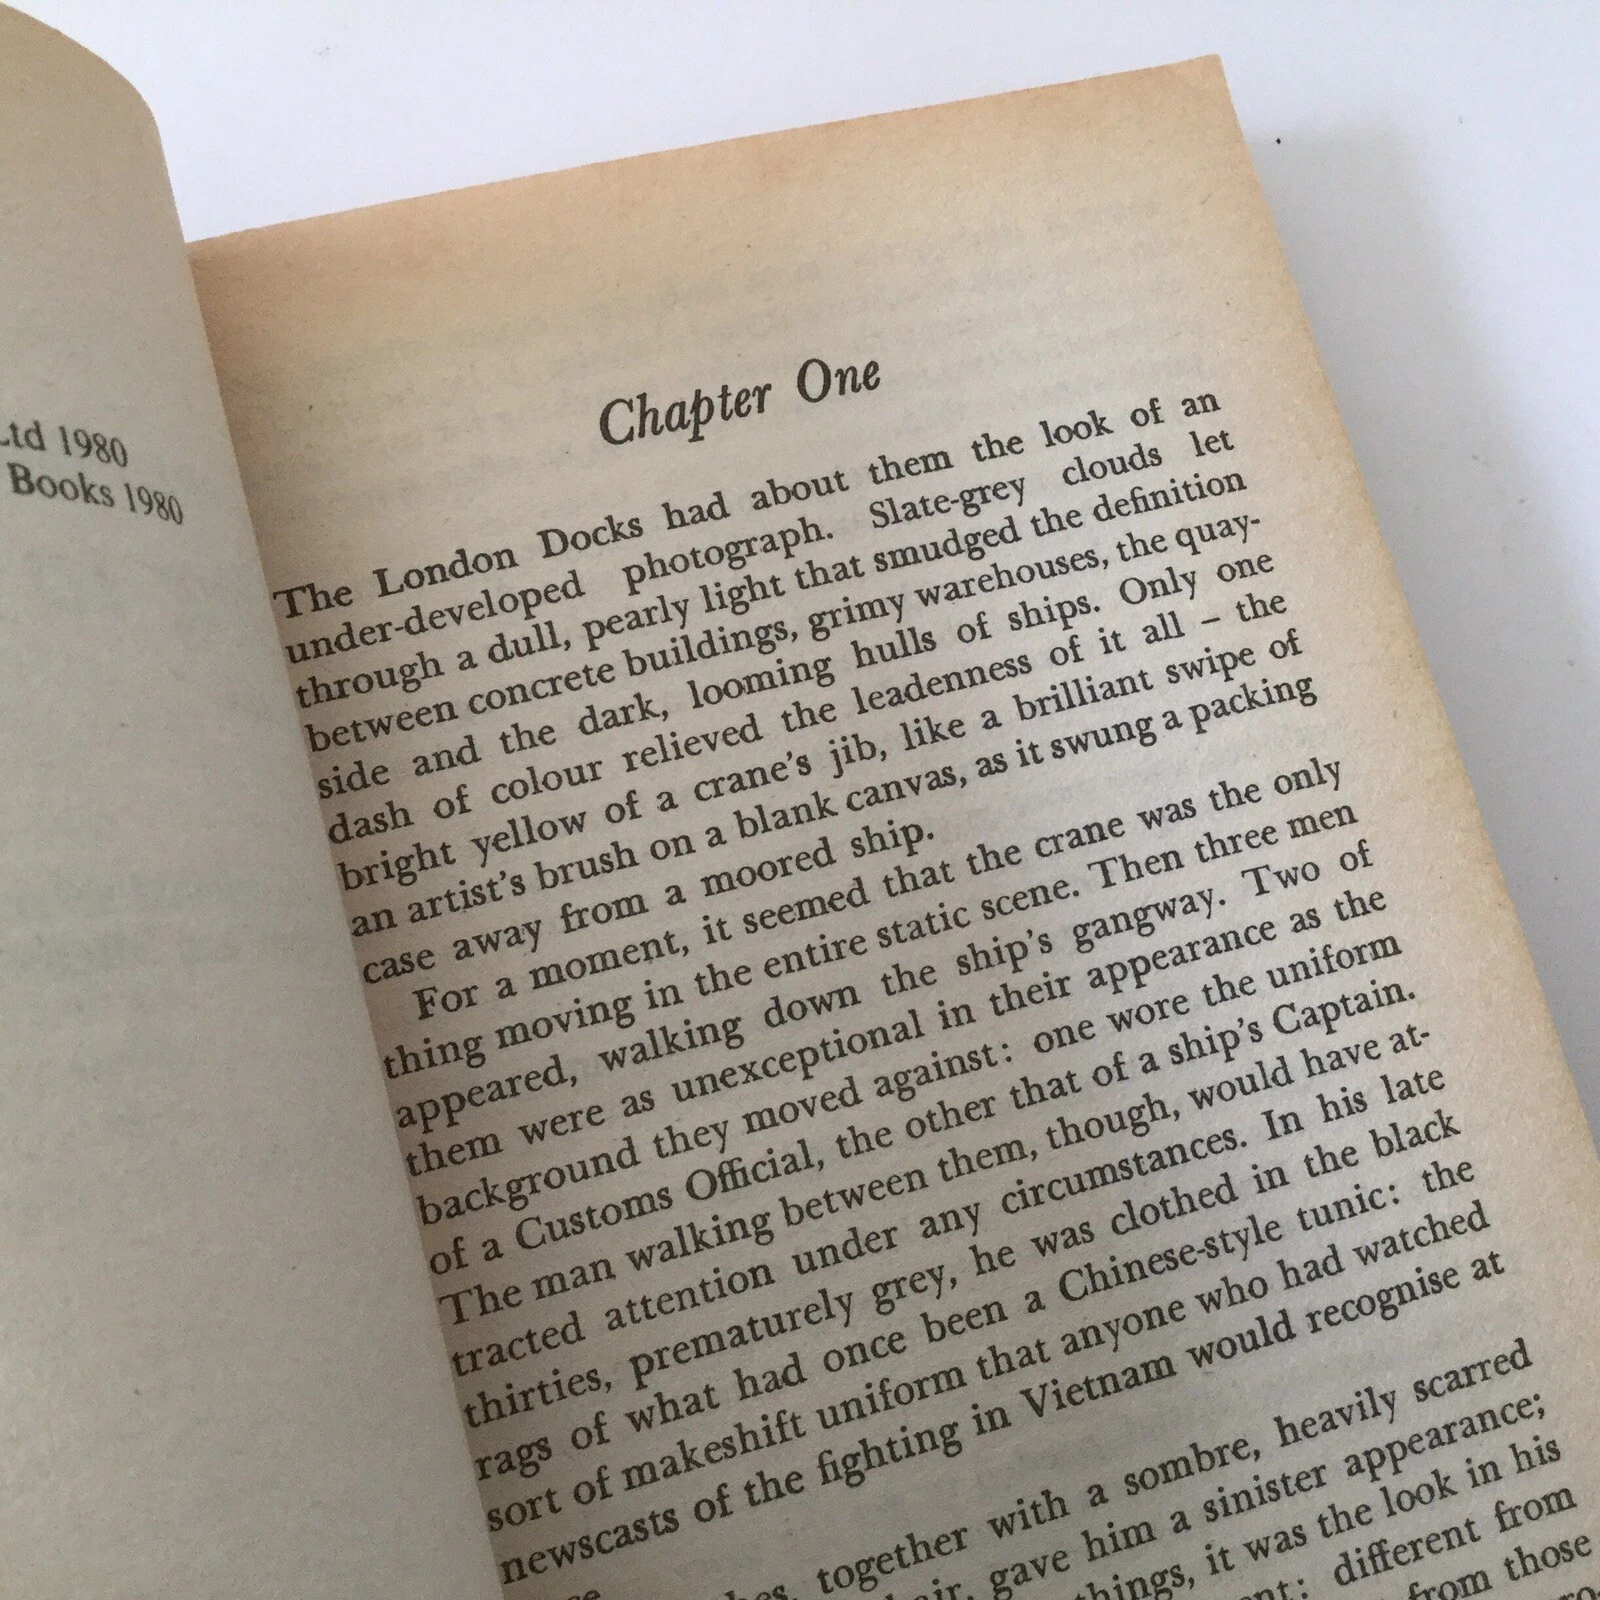 Ltd 1980
Books 1980
Chapter One
The London Docks had about them the look of an
under-developed photograph. Slate-grey clouds let
through a dull, pearly light that smudged the definition
between concrete buildings, grimy warehouses, the quay-
side and the dark, looming hulls of ships. Only one
dash of colour relieved the leadenness of it all – the
bright yellow of a crane's jib, like a brilliant swipe of
an artist's brush on a blank canvas, as it swung a packing
case away from a moored ship.
For a moment, it seemed that the crane was the only
thing moving in the entire static scene. Then three men
appeared, walking down the ship's gangway. Two of
them were as unexceptional in their appearance as the
background they moved against: one wore the uniform
of a Customs Official, the other that of a ship's Captain.
The man walking between them, though, would have at-
tracted attention under any circumstances. In his late
thirties, prematurely grey, he was clothed in the black
rags of what had once been a Chinese-style tunic: the
sort of makeshift uniform that anyone who had watched
newscasts of the fighting in Vietnam would recognise at
together with a sombre, heavily scarred
gave him a sinister appearance;
things, it was the look in his
different from
from those